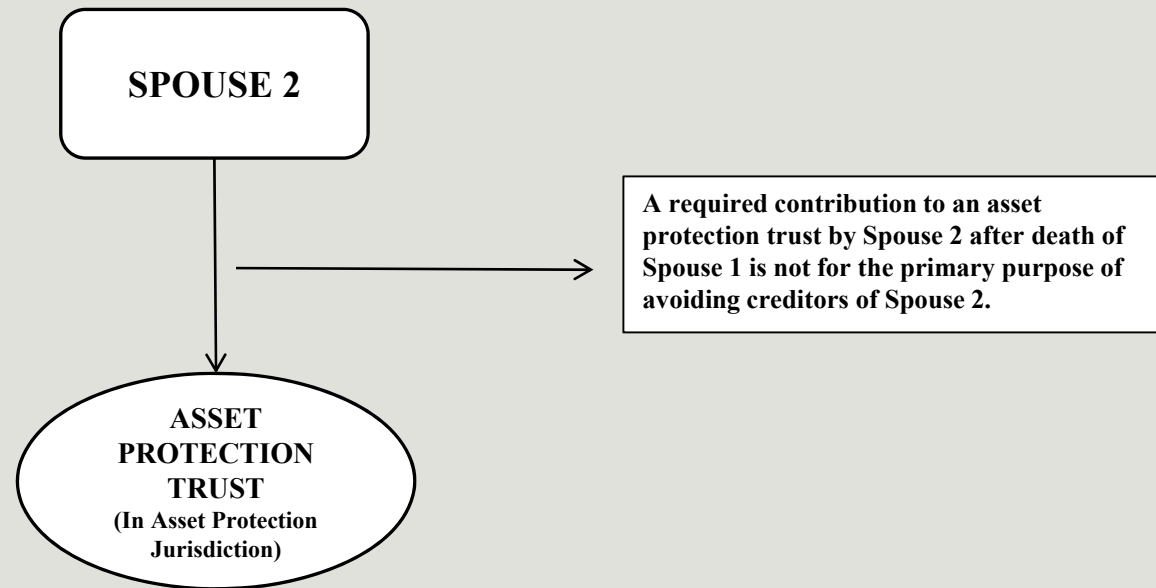 SPOUSE 2
A required contribution to an asset
protection trust by Spouse 2 after death of
Spouse 1 is not for the primary purpose of
avoiding creditors of Spouse 2.
ASSET
PROTECTION
TRUST
(In Asset Protection
Jurisdiction)